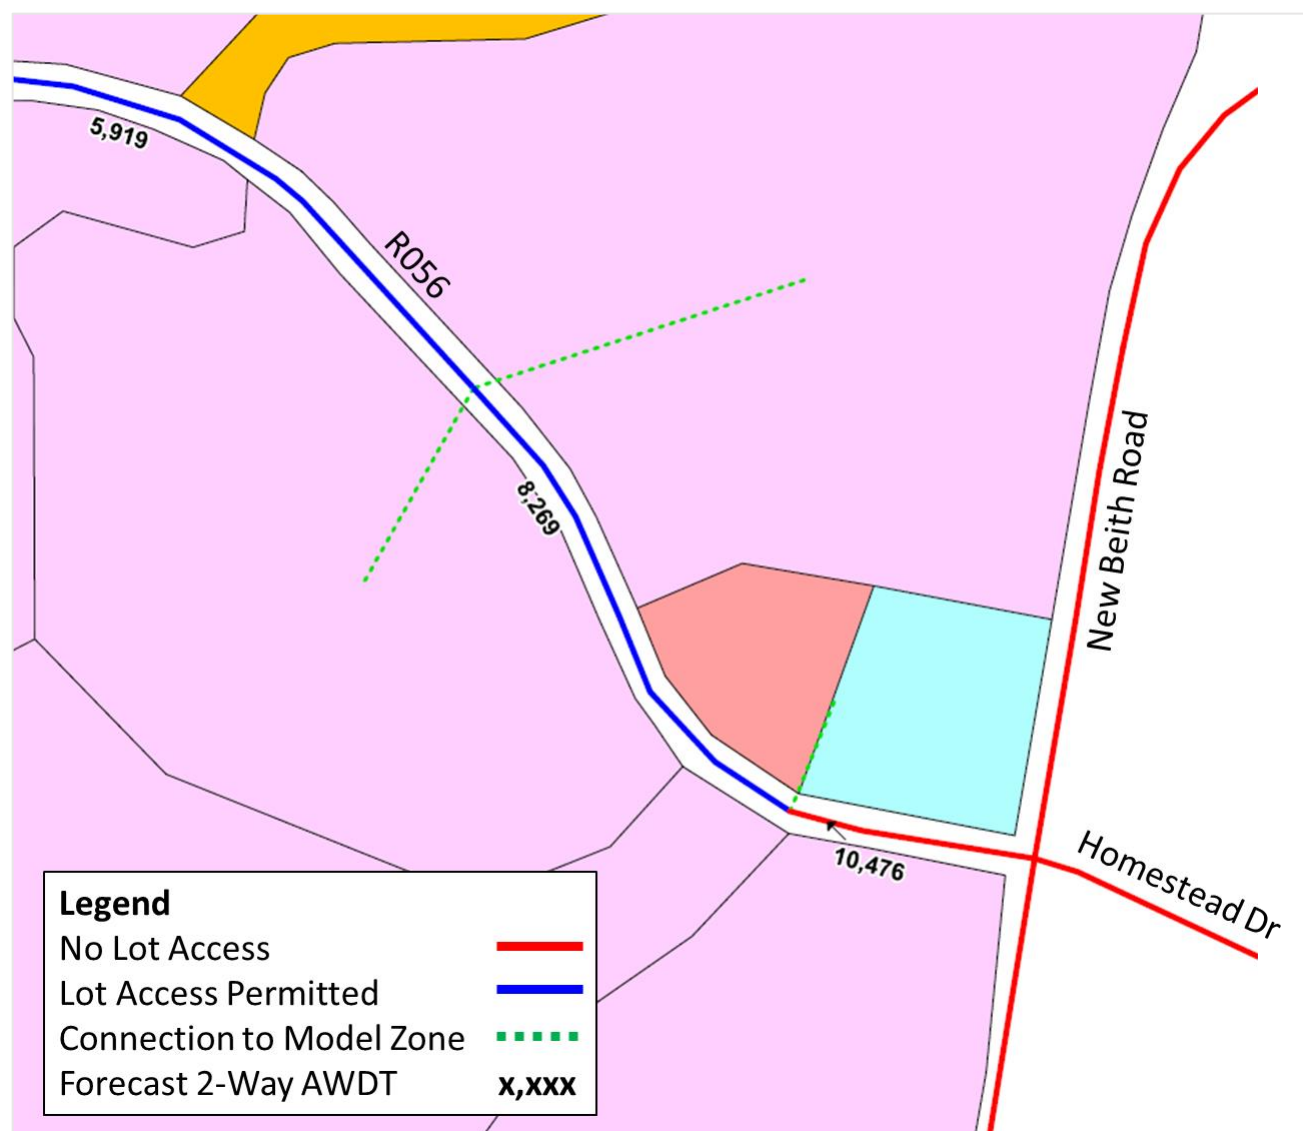 5,919
R056
8,269
New Beith Road
10,476
Homestead Dr
Legend
No Lot Access
Lot Access Permitted
Connection to Model Zone
Forecast 2-Way AWDT x,xxx